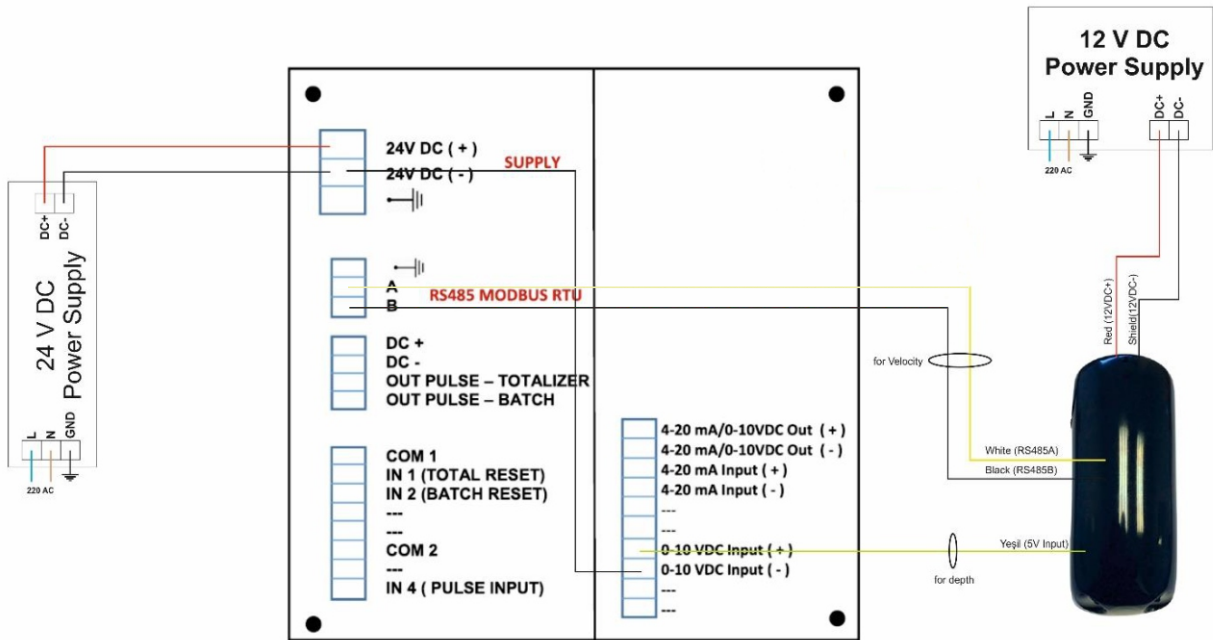 12 V DC
Power Supply
L
N
GND
DC+
DC-
220 AC
24V DC ( + )
SUPPLY
24V DC ( - )
DC+
DC-
24 V DC
Power Supply
L
N
GND
220 AC
A
RS485 MODBUS RTU
B
DC +
DC -
OUT PULSE – TOTALIZER
OUT PULSE – BATCH
COM 1
IN 1 (TOTAL RESET)
IN 2 (BATCH RESET)
---
---
COM 2
---
IN 4 ( PULSE INPUT)
4-20 mA/0-10VDC Out ( + )
4-20 mA/0-10VDC Out ( - )
4-20 mA Input ( + )
4-20 mA Input ( - )
---
---
0-10 VDC Input ( + )
0-10 VDC Input ( - )
---
---
Red (12VDC+)
Shield(12VDC-)
for Velocity
White (RS485A)
Black (RS485B)
Yeşil (5V Input)
for depth